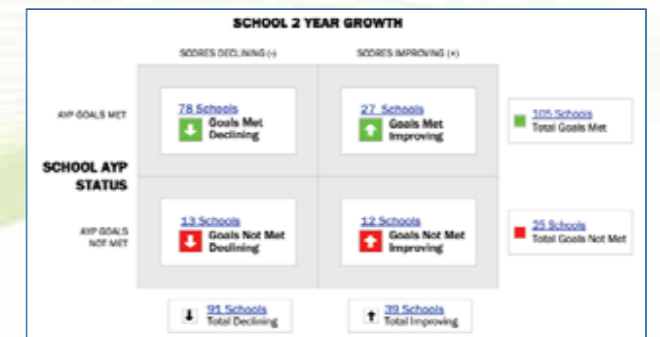 SCHOOL 2 YEAR GROWTH
SCORES DECLINING (-)
SCORES IMPROVING (+)
AYP GOALS MET
78 Schools
Goals Met
Declining
27 Schools
Goals Met
Improving
105 Schools
Total Goals Met
SCHOOL AYP
STATUS
AYP GOALS
NOT MET
13 Schools
Goals Not Met
Declining
12 Schools
Goals Not Met
Improving
25 Schools
Total Goals Not Met
91 Schools
Total Declining
39 Schools
Total Improving